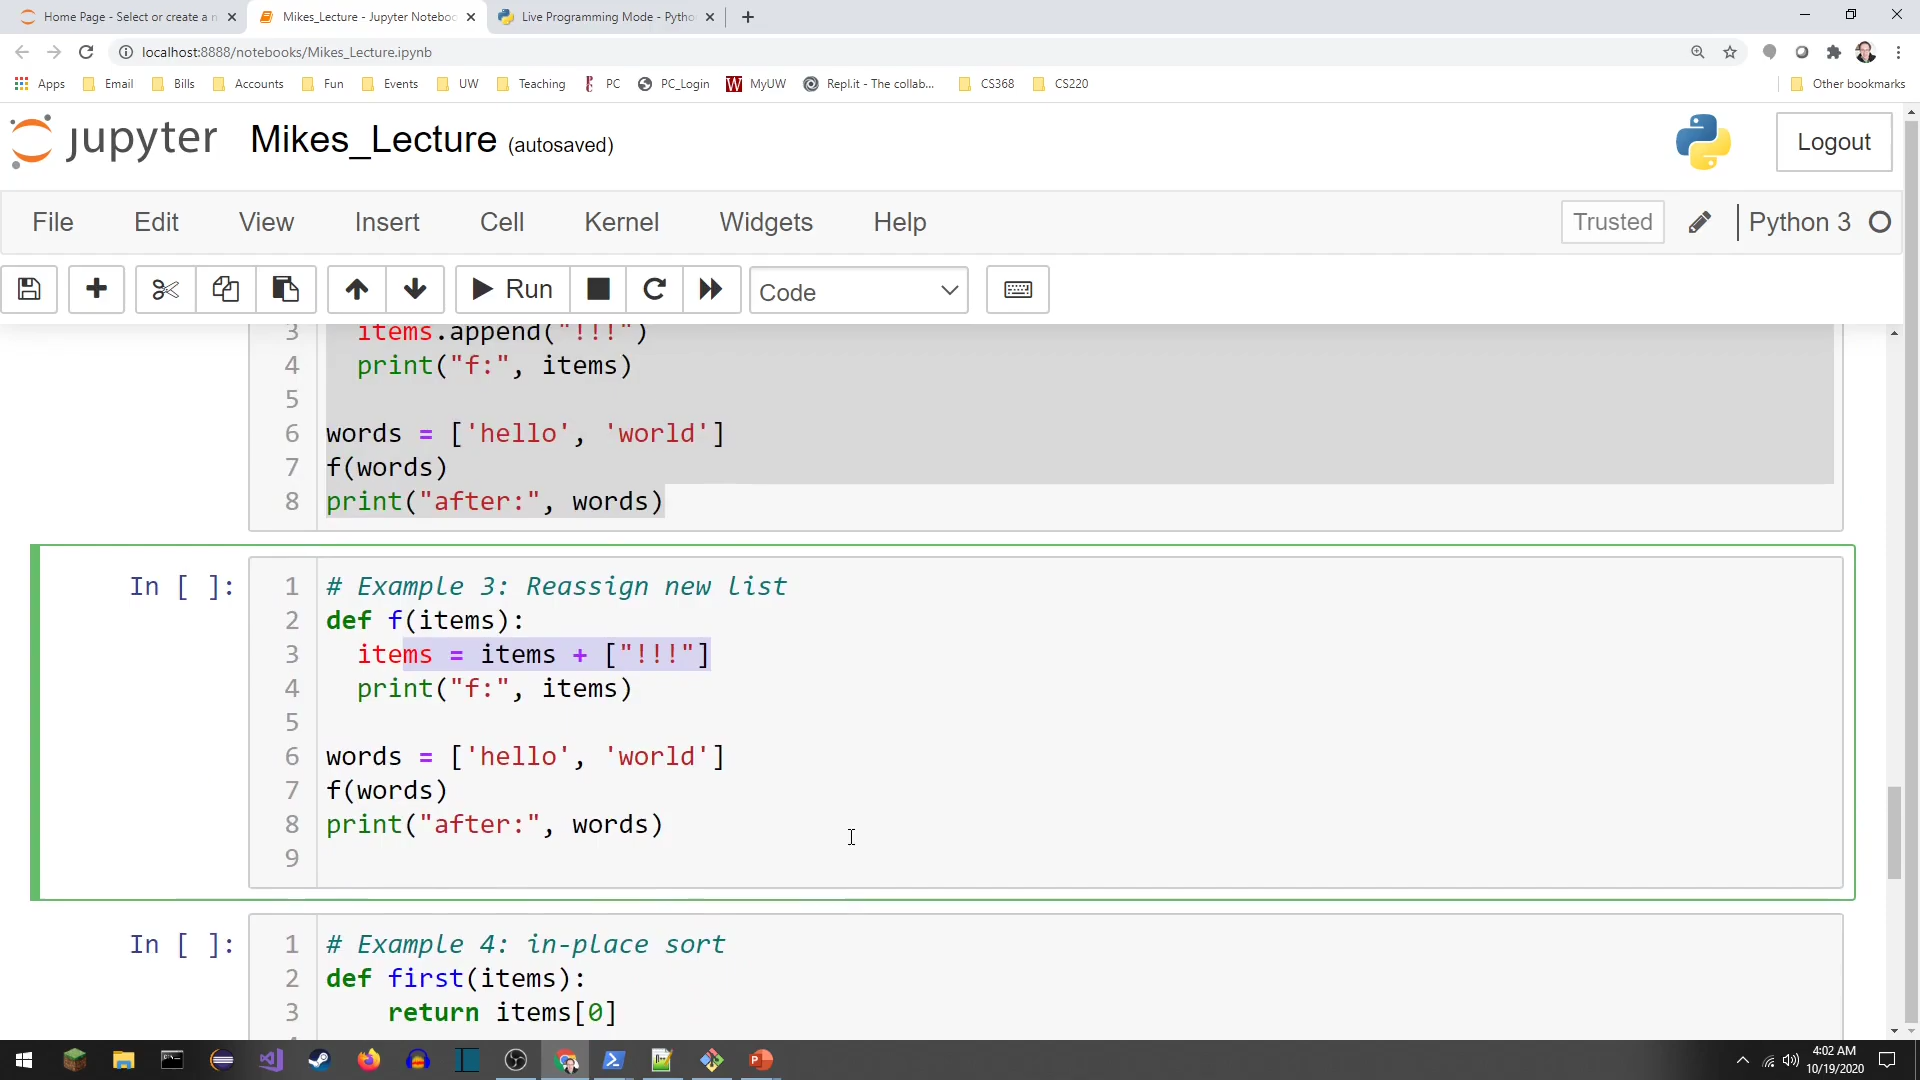 Home Page - Select or create a n
Mikes_Lecture - Jupyter Noteboo
Live Programming Mode - Pytho
localhost:8888/notebooks/Mikes_Lecture.ipynb
Apps Email Bills Accounts Fun Events UW Teaching PC PC_Login MyUW Repl.it - The collab... CS368 CS220 Other bookmarks
jupyter Mikes_Lecture (autosaved) Logout
File Edit View Insert Cell Kernel Widgets Help Trusted Python 3
Run Code
3 items.append("!!!")
4 print("f:", items)
5
6 words = ['hello', 'world']
7 f(words)
8 print("after:", words)
In [ ]:
1 # Example 3: Reassign new list
2 def f(items):
3 items = items + ["!!!"]
4 print("f:", items)
5
6 words = ['hello', 'world']
7 f(words)
8 print("after:", words)
9
In [ ]:
1 # Example 4: in-place sort
2 def first(items):
3 return items[0]
4:02 AM
10/19/2020